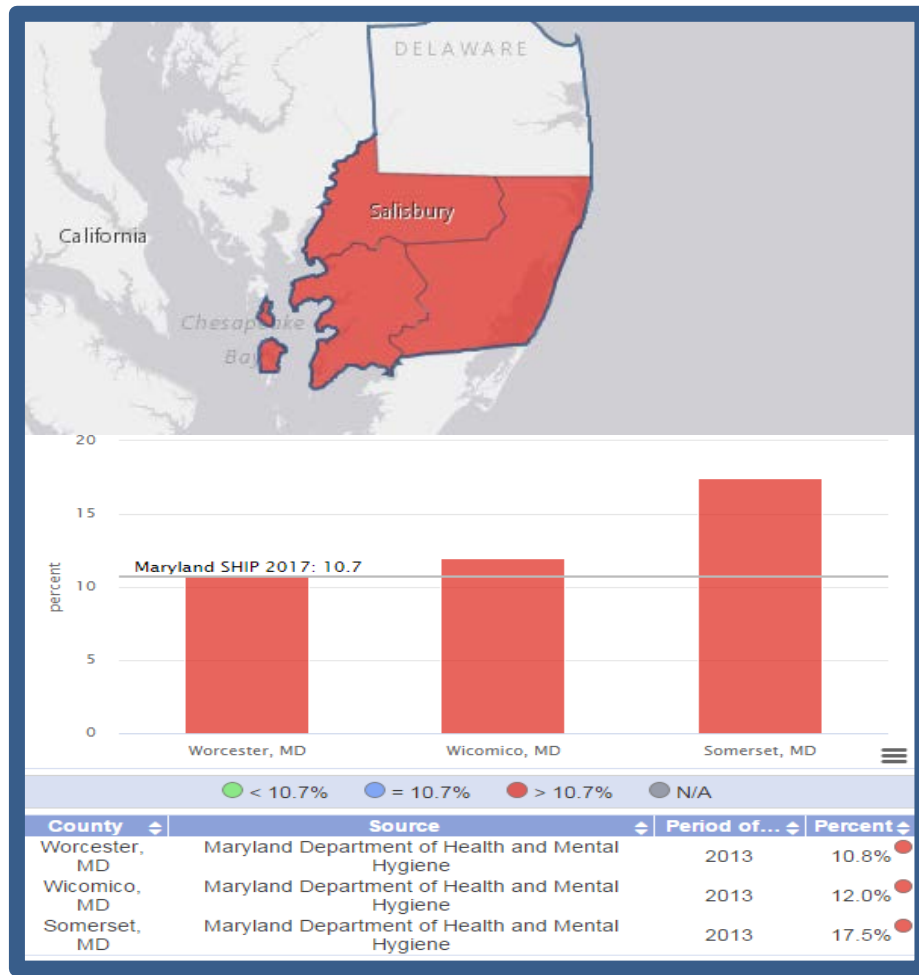 DELAWARE
Salisbury
California
Chesapeake
Bay
20
15
Maryland SHIP 2017: 10.7
10
percent
5
0
Worcester, MD Wicomico, MD Somerset, MD
< 10.7% = 10.7% > 10.7% N/A
County Source Period of... Percent
Worcester, MD Maryland Department of Health and Mental Hygiene 2013 10.8%
Wicomico, MD Maryland Department of Health and Mental Hygiene 2013 12.0%
Somerset, MD Maryland Department of Health and Mental Hygiene 2013 17.5%